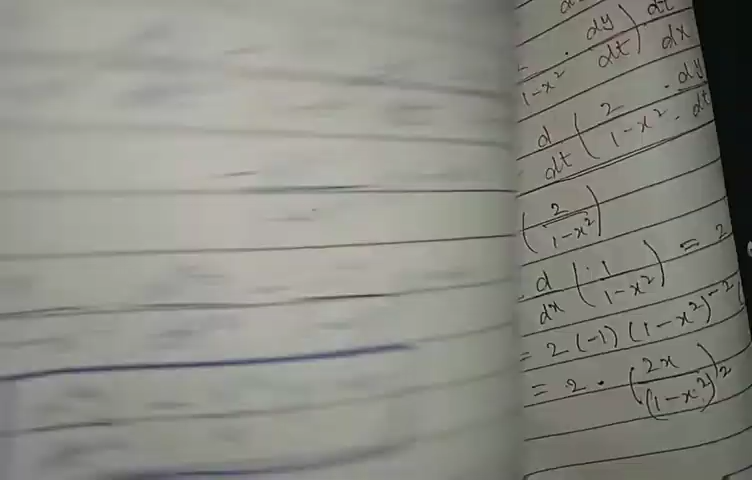 1-x² · dy/dt) dt/dx
d/dt (2/1-x² · dy/dt
(2/1-x²)
d/dx (1/1-x²) = 2
= 2 (-1) (1-x²)⁻²
= 2 · (2x/(1-x²)²)